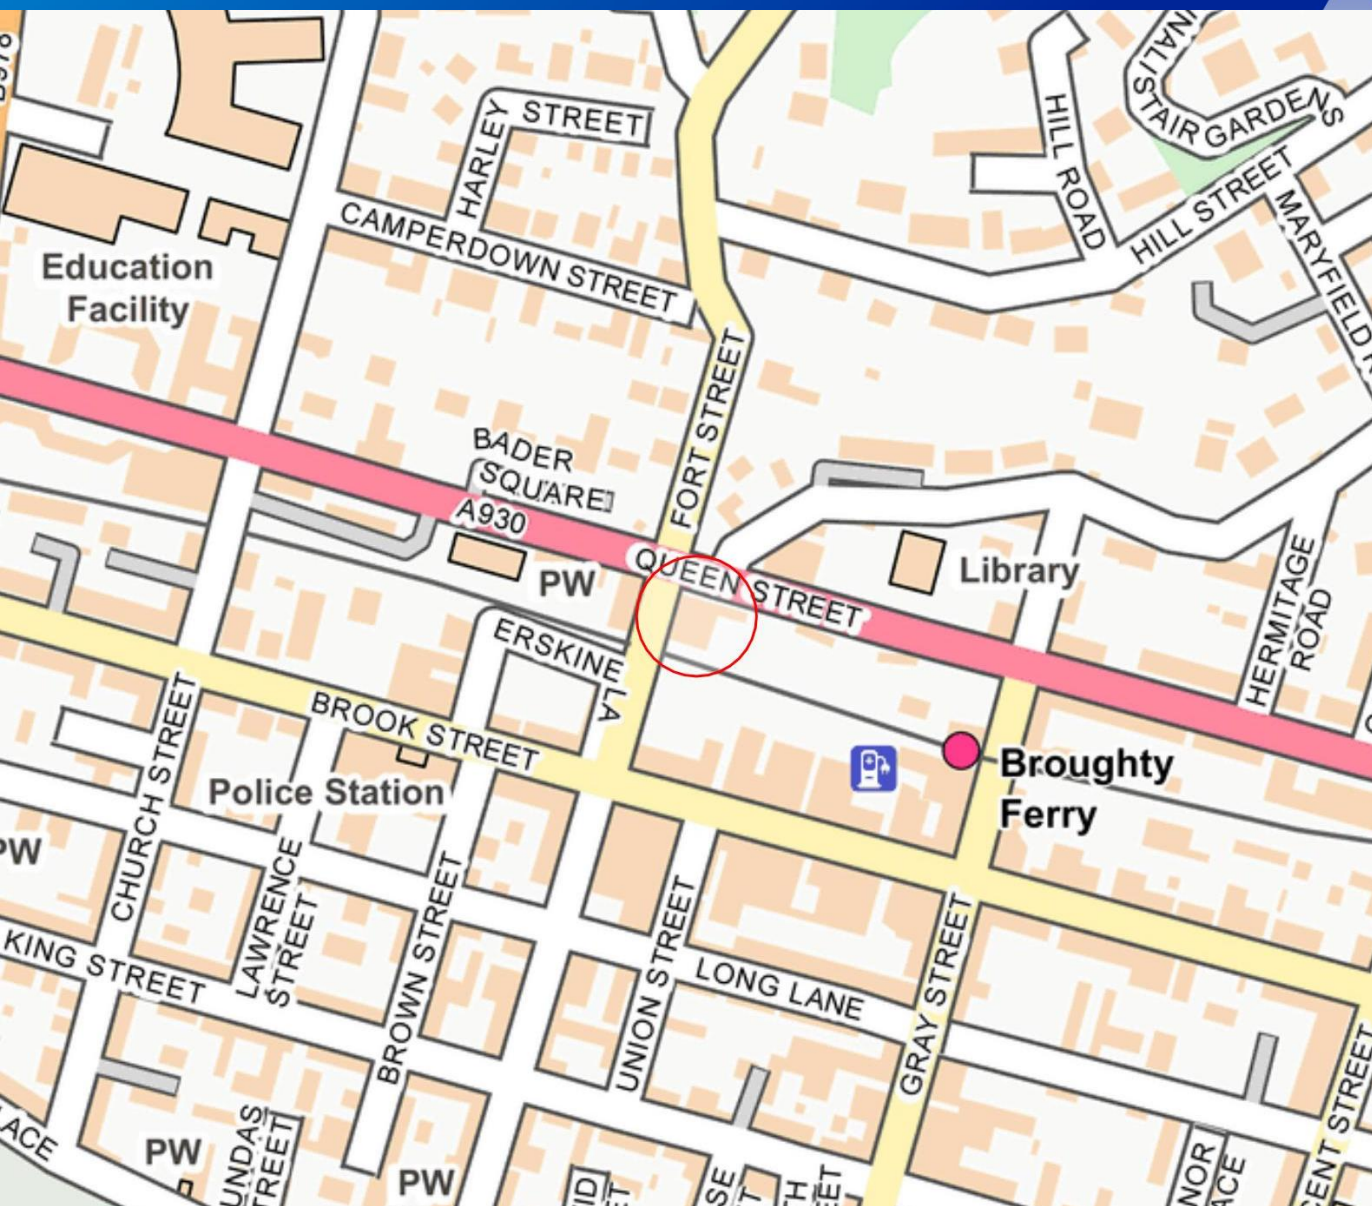 HARLEY
STREET
HILL ROAD
HILL STREET
CAMPERDOWN STREET
Education
Facility
FORT STREET
BADER
SQUARE
A930
QUEEN STREET
PW
Library
HERMITAGE
ROAD
ERSKINE LA
BROOK STREET
CHURCH STREET
Police Station
Broughty
Ferry
PW
LAWRENCE
STREET
BROWN STREET
UNION STREET
KING STREET
LONG LANE
GRAY STREET
PW
PW
GARDENS
MARYFIELD